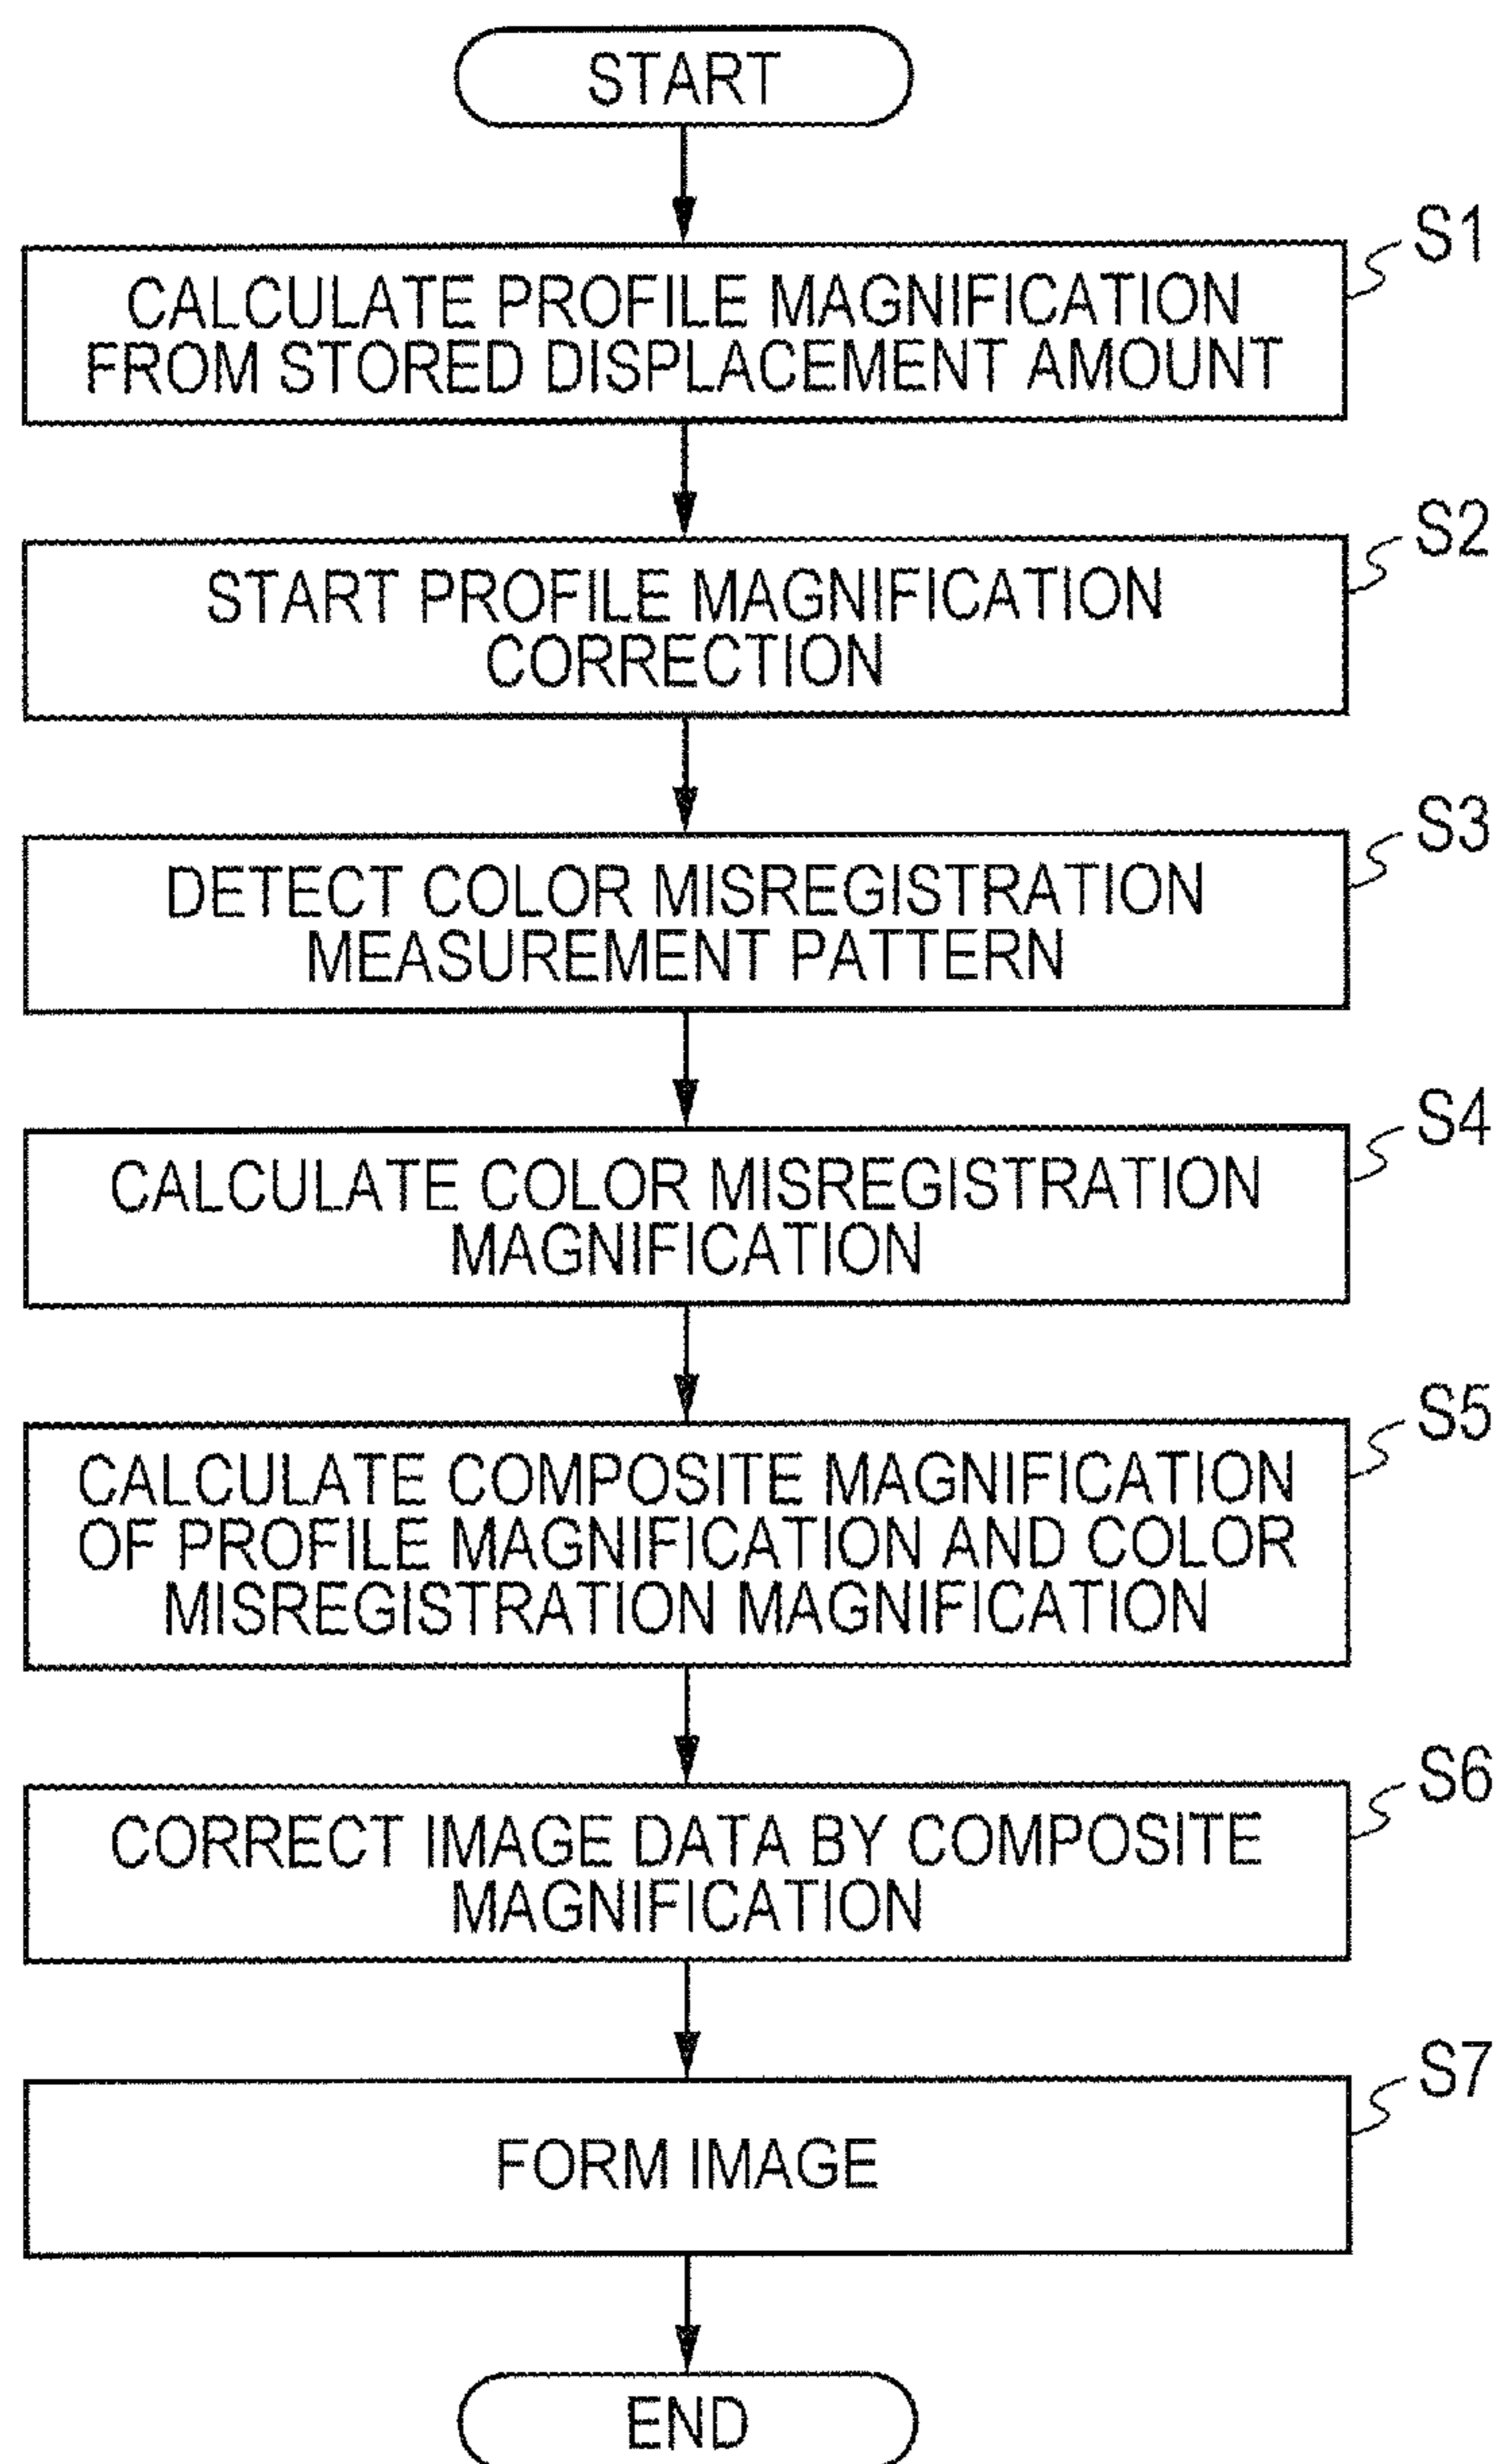 START
S1
CALCULATE PROFILE MAGNIFICATION
FROM STORED DISPLACEMENT AMOUNT
S2
START PROFILE MAGNIFICATION
CORRECTION
S3
DETECT COLOR MISREGISTRATION
MEASUREMENT PATTERN
S4
CALCULATE COLOR MISREGISTRATION
MAGNIFICATION
S5
CALCULATE COMPOSITE MAGNIFICATION
OF PROFILE MAGNIFICATION AND COLOR
MISREGISTRATION MAGNIFICATION
S6
CORRECT IMAGE DATA BY COMPOSITE
MAGNIFICATION
S7
FORM IMAGE
END